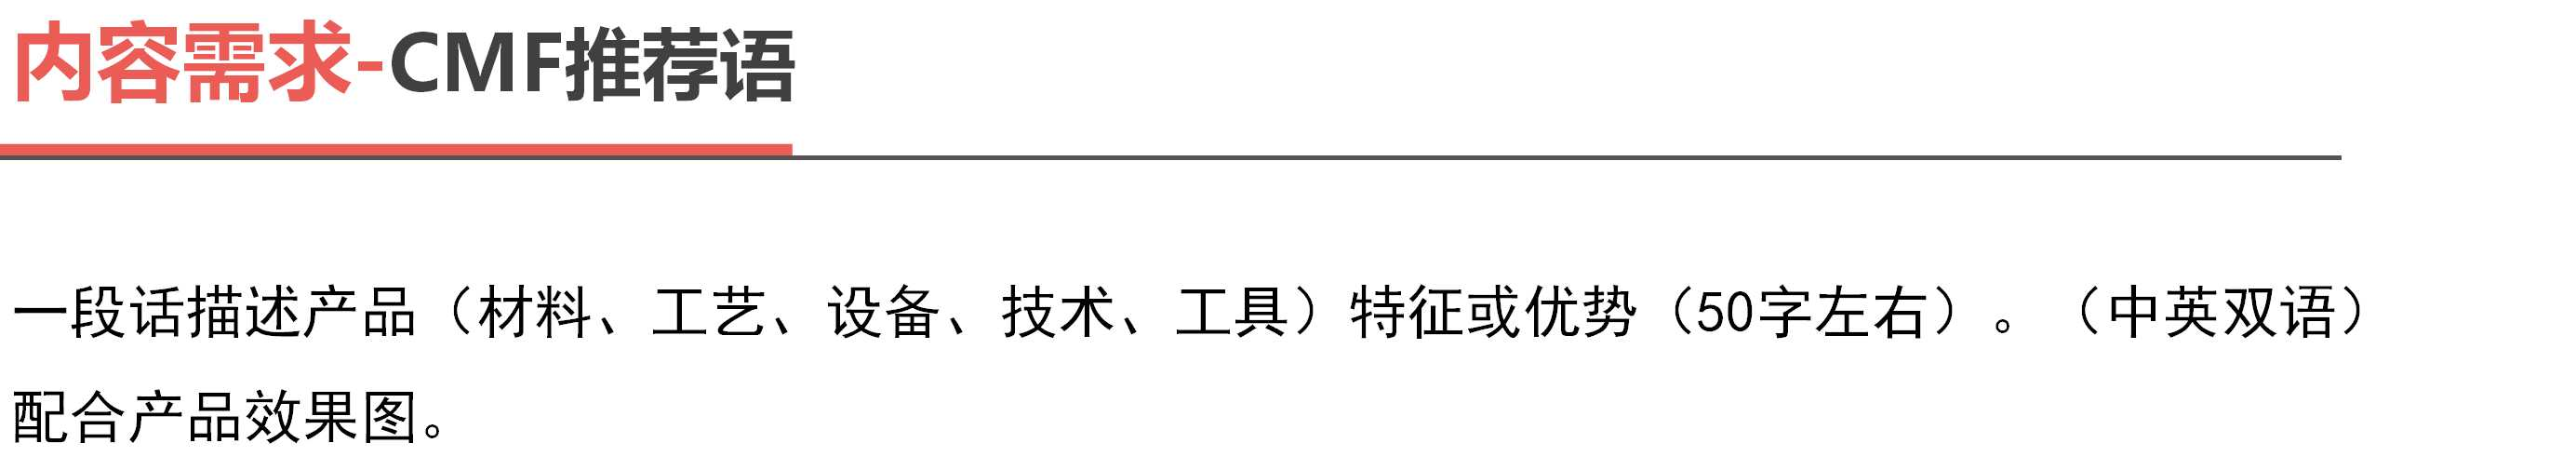 内容需求-CMF推荐语
一段话描述产品（材料、工艺、设备、技术、工具）特征或优势（50字左右）。（中英双语）
配合产品效果图。